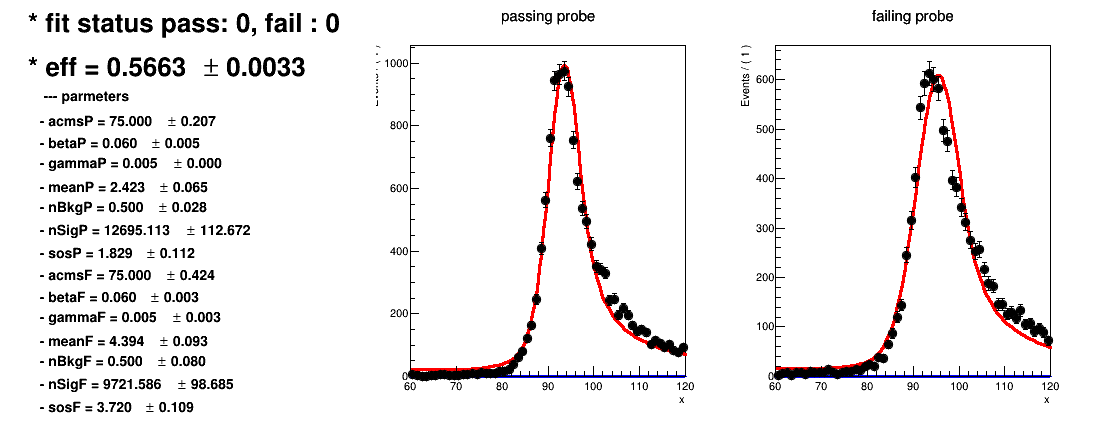 * fit status pass: 0, fail : 0
* eff = 0.5663 ± 0.0033
--- parmeters
- acmsP = 75.000 ± 0.207
- betaP = 0.060 ± 0.005
- gammaP = 0.005 ± 0.000
- meanP = 2.423 ± 0.065
- nBkgP = 0.500 ± 0.028
- nSigP = 12695.113 ± 112.672
- sosP = 1.829 ± 0.112
- acmsF = 75.000 ± 0.424
- betaF = 0.060 ± 0.003
- gammaF = 0.005 ± 0.003
- meanF = 4.394 ± 0.093
- nBkgF = 0.500 ± 0.080
- nSigF = 9721.586 ± 98.685
- sosF = 3.720 ± 0.109
passing probe
1000
800
600
400
200
0
60 70 80 90 100 110 120
x
failing probe
Events / ( 1 )
600
500
400
300
200
100
0
60 70 80 90 100 110 120
x